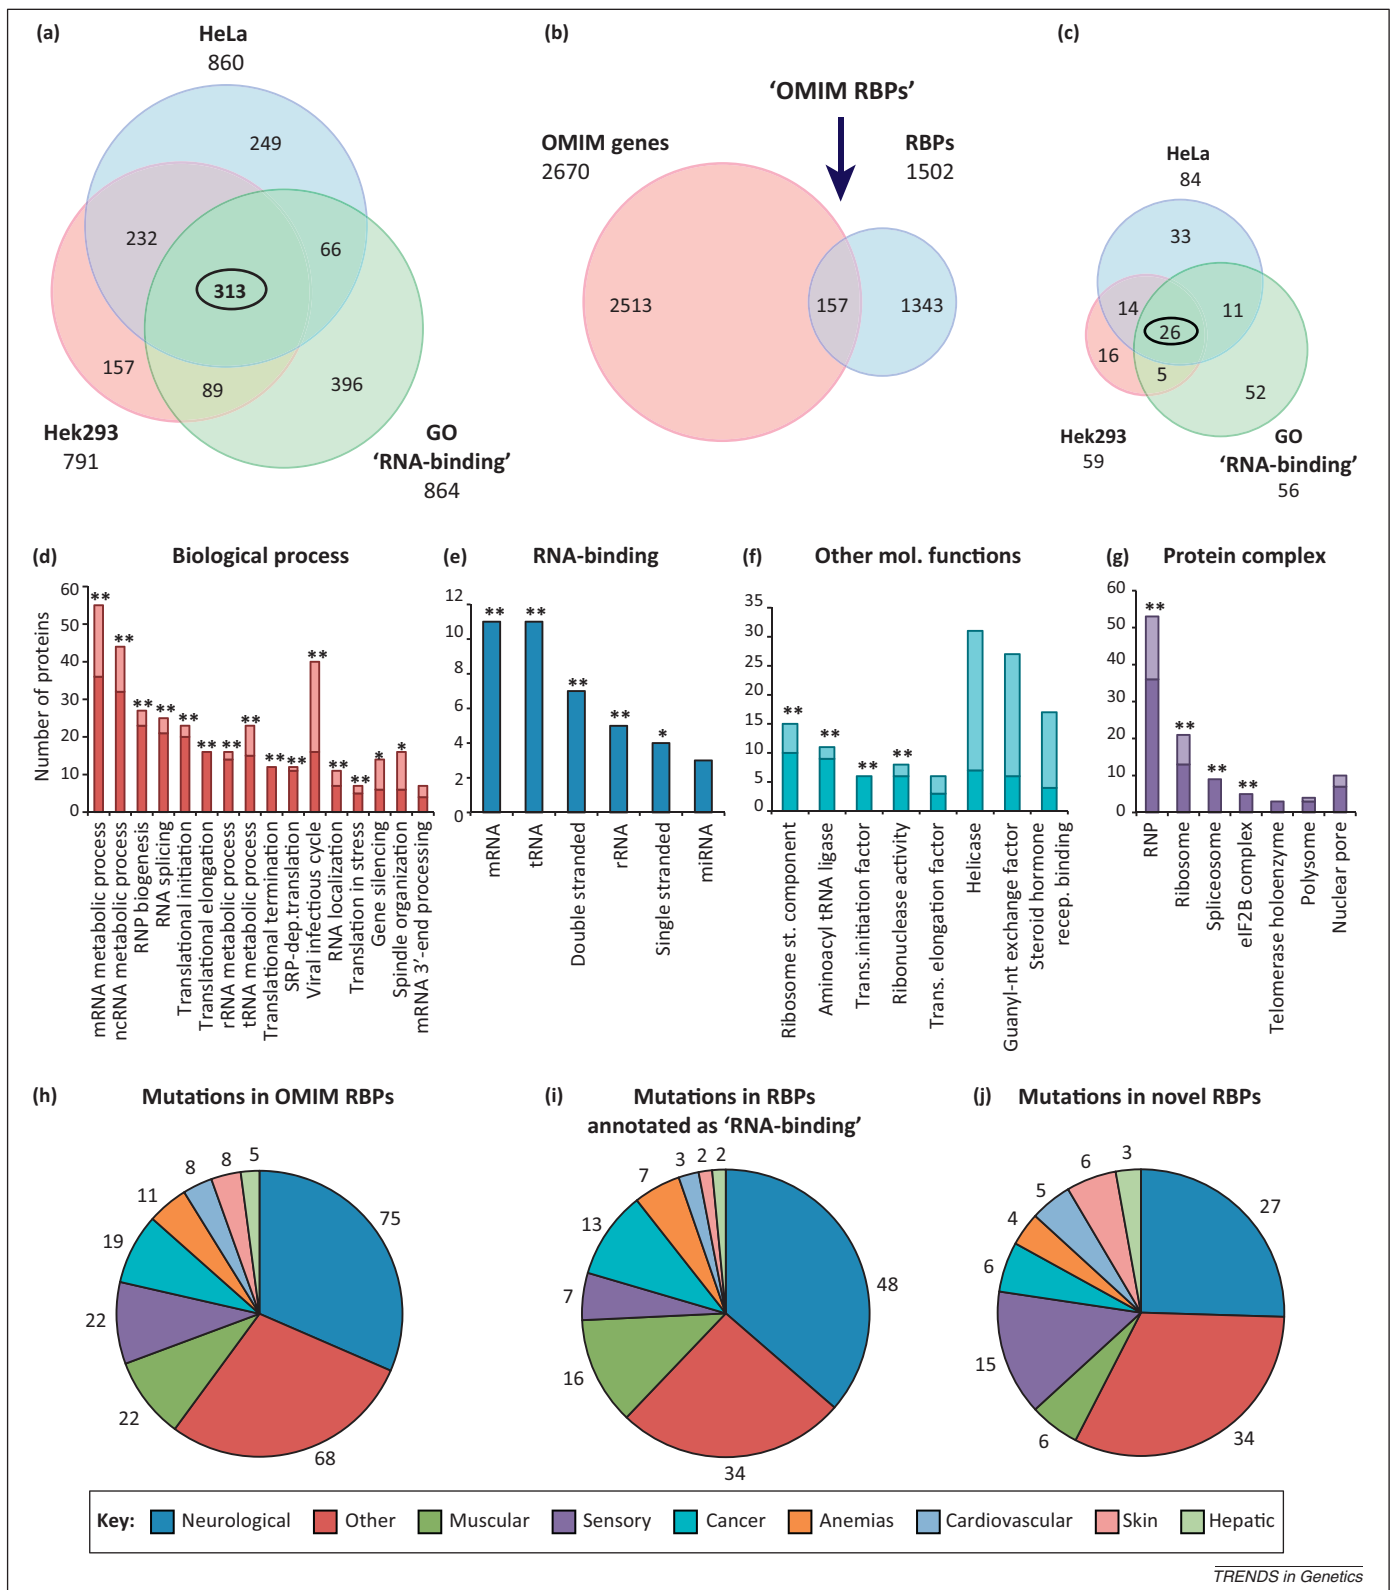 (a)
HeLa
860
249
232
66
313
157
89
396
Hek293
791
GO
‘RNA-binding’
864
(b)
‘OMIM RBPs’
OMIM genes
2670
RBPs
1502
2513
157
1343
(c)
HeLa
84
33
14
11
26
16
5
52
Hek293
59
GO
‘RNA-binding’
56
(d) Biological process
Number of proteins
60
50
40
30
20
10
0
** ** ** ** ** ** ** ** ** ** ** ** ** * *
mRNA metabolic process
ncRNA metabolic process
RNP biogenesis
RNA splicing
Translational initiation
Translational elongation
rRNA metabolic process
tRNA metabolic process
Translational termination
SRP-dep.translation
Viral infectious cycle
RNA localization
Translation in stress
Gene silencing
Spindle organization
mRNA 3′-end processing
(e) RNA-binding
12
10
8
6
4
2
0
** ** ** ** *
mRNA
tRNA
Double stranded
rRNA
Single stranded
miRNA
(f) Other mol. functions
35
30
25
20
15
10
5
0
** ** ** **
Ribosome st. component
Aminoacyl tRNA ligase
Trans.initiation factor
Ribonuclease activity
Trans. elongation factor
Helicase
Guanyl-nt exchange factor
Steroid hormone
recep. binding
(g) Protein complex
60
50
40
30
20
10
0
** ** ** **
RNP
Ribosome
Spliceosome
eIF2B complex
Telomerase holoenzyme
Polysome
Nuclear pore
(h) Mutations in OMIM RBPs
75
68
22
22
19
11
8
8
5
(i) Mutations in RBPs
annotated as ‘RNA-binding’
48
34
16
7
13
7
3
2
2
(j) Mutations in novel RBPs
27
34
6
15
6
4
5
6
3
Key: Neurological Other Muscular Sensory Cancer Anemias Cardiovascular Skin Hepatic
TRENDS in Genetics